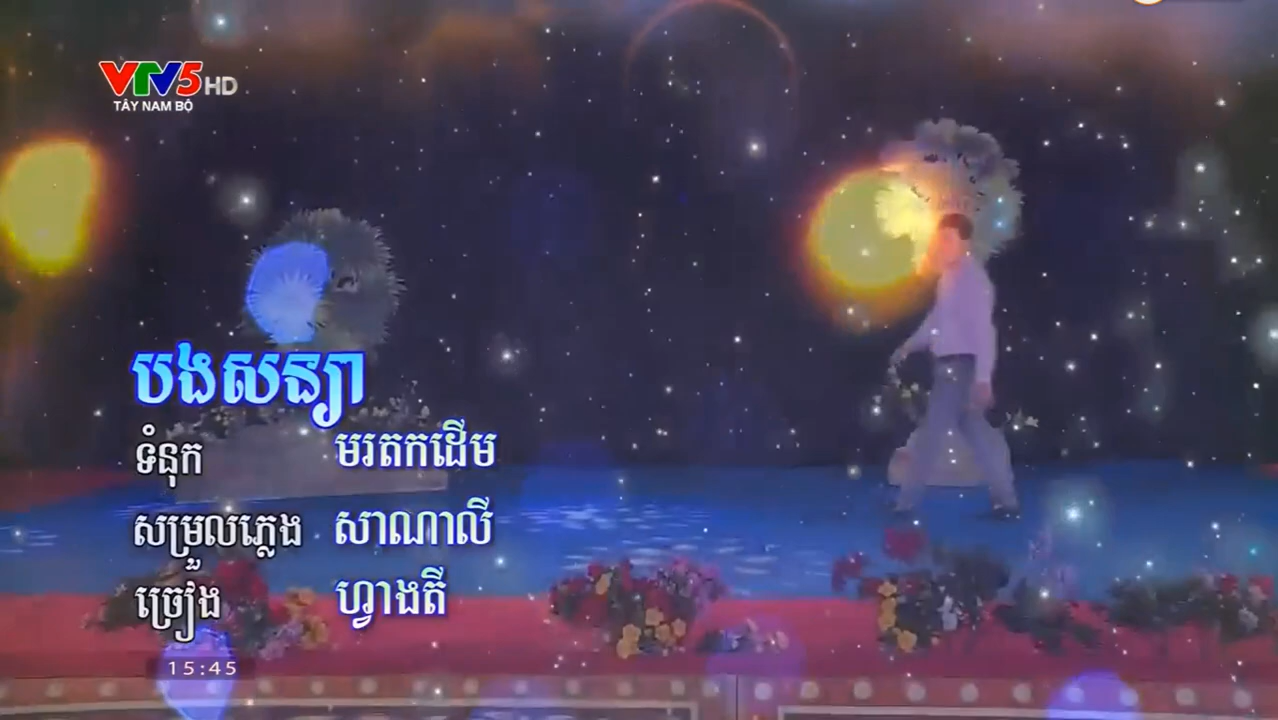 VTV5 HD
TÂY NAM BỘ
បងសន្យា
ទំនុក មរតកដើម
សម្រួលភ្លេង សាណាលី
ច្រៀង ហ្វាងតី
15:45